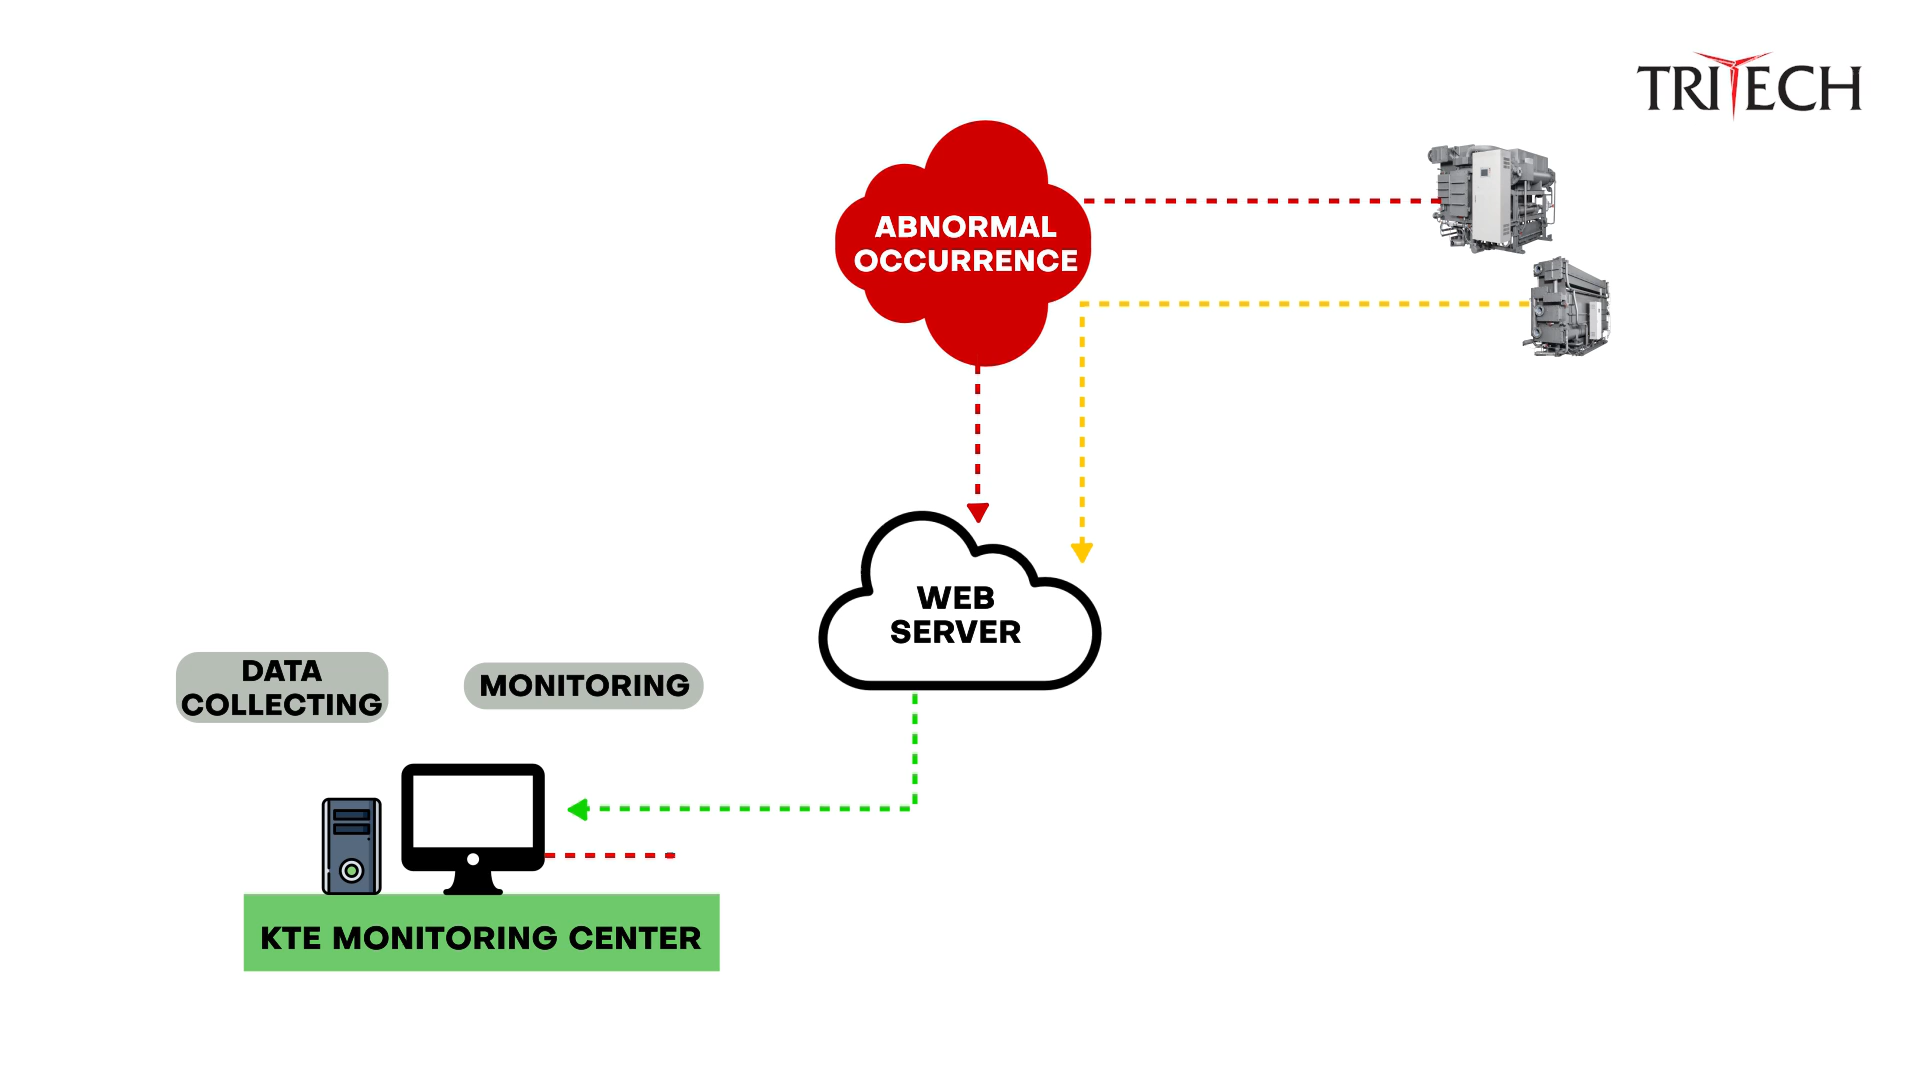 TRITECH
ABNORMAL
OCCURRENCE
WEB
SERVER
DATA
COLLECTING
MONITORING
KTE MONITORING CENTER